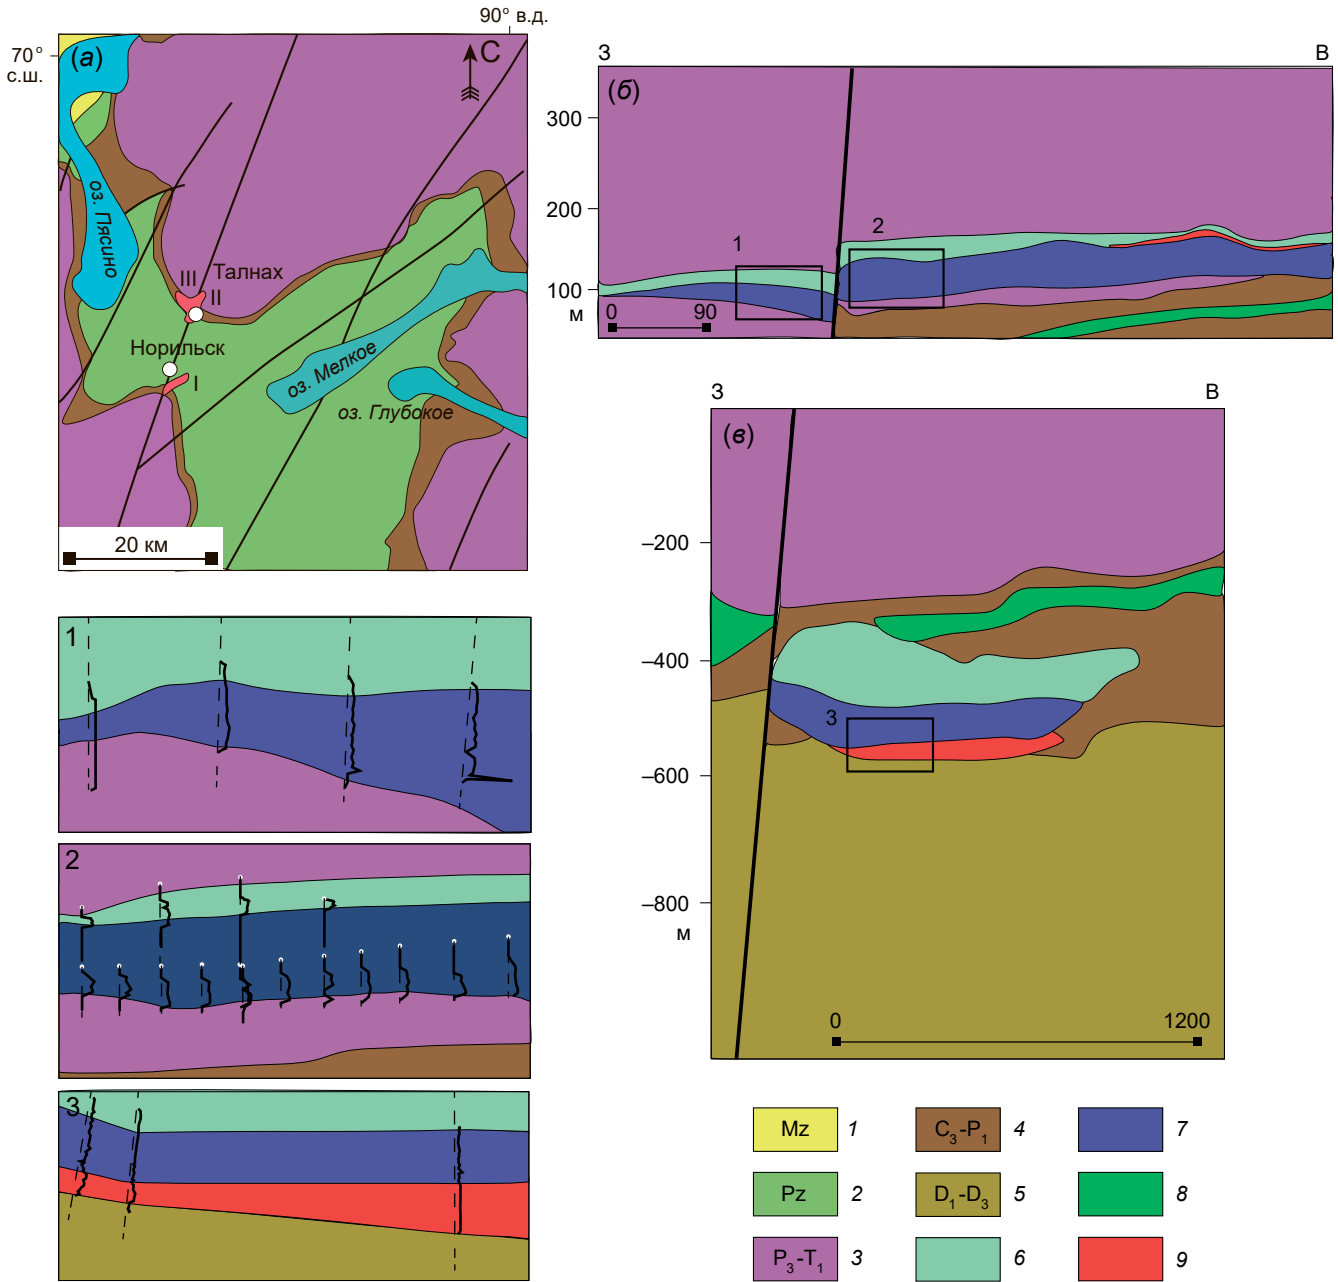 90° в.д.
70°
с.ш.
(а)
С
оз. Пясино
III
Талнах
II
Норильск
I
оз. Мелкое
оз. Глубокое
20 км
З
В
(б)
300
200
100
м
1
2
0
90
З
В
(в)
–200
–400
–600
–800
м
3
0
1200
1
2
3
Mz
1
C₃-P₁
4
7
Pz
2
D₁-D₃
5
8
P₃-T₁
3
6
9